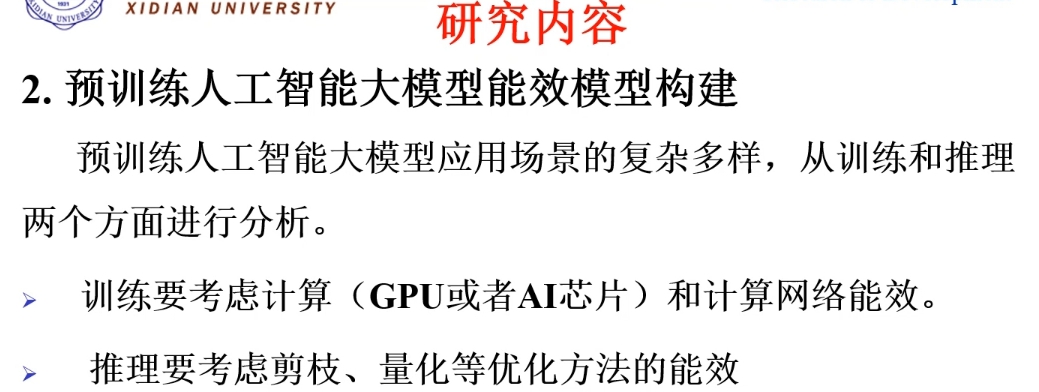 XIDIAN UNIVERSITY
研究内容
2. 预训练人工智能大模型能效模型构建
预训练人工智能大模型应用场景的复杂多样，从训练和推理
两个方面进行分析。
➢ 训练要考虑计算（GPU或者AI芯片）和计算网络能效。
➢ 推理要考虑剪枝、量化等优化方法的能效